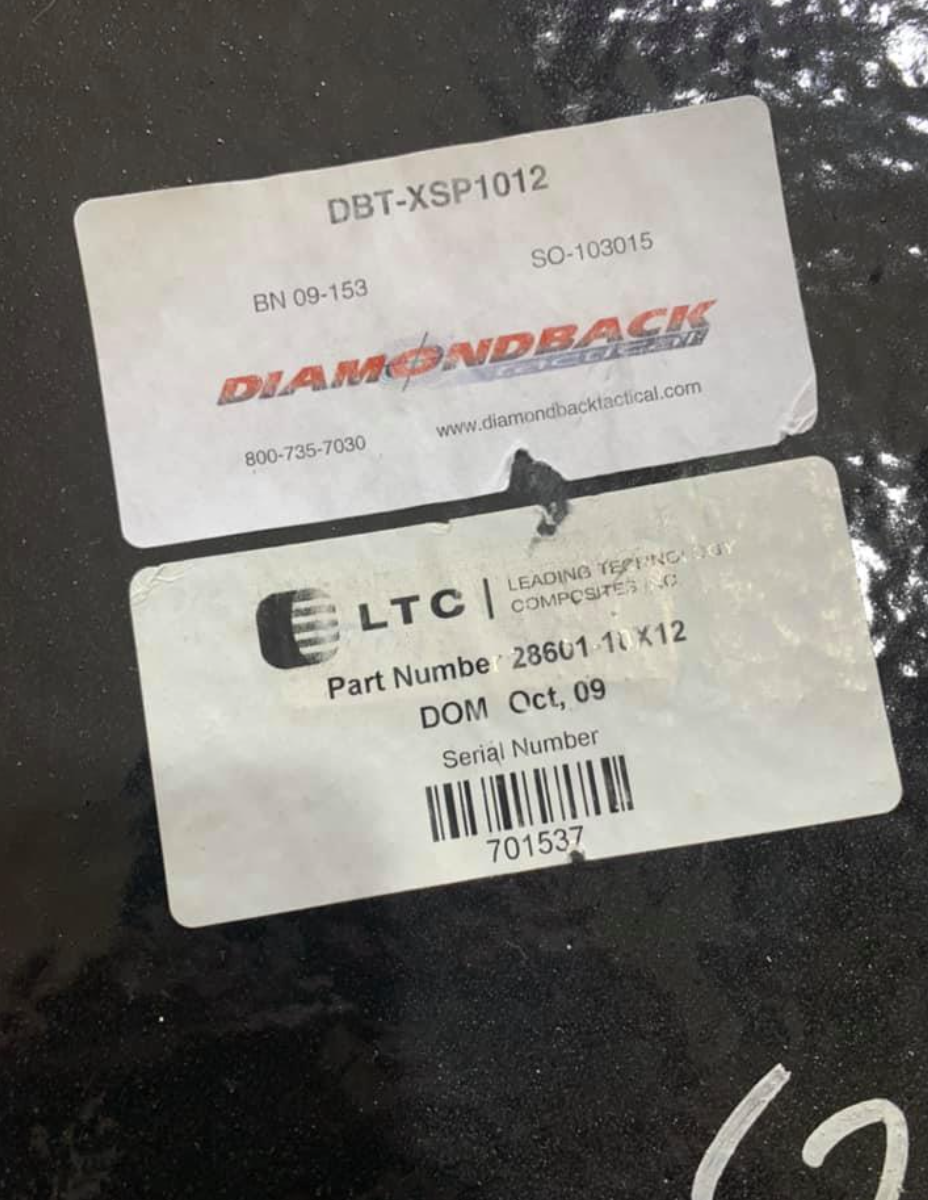 DBT-XSP1012
BN 09-153
SO-103015
DIAMONDBACK
TACTICAL
800-735-7030
www.diamondbacktactical.com
LTC
LEADING TECHNOLOGY
COMPOSITES INC
Part Number 28601-10X12
DOM Oct, 09
Serial Number
701537